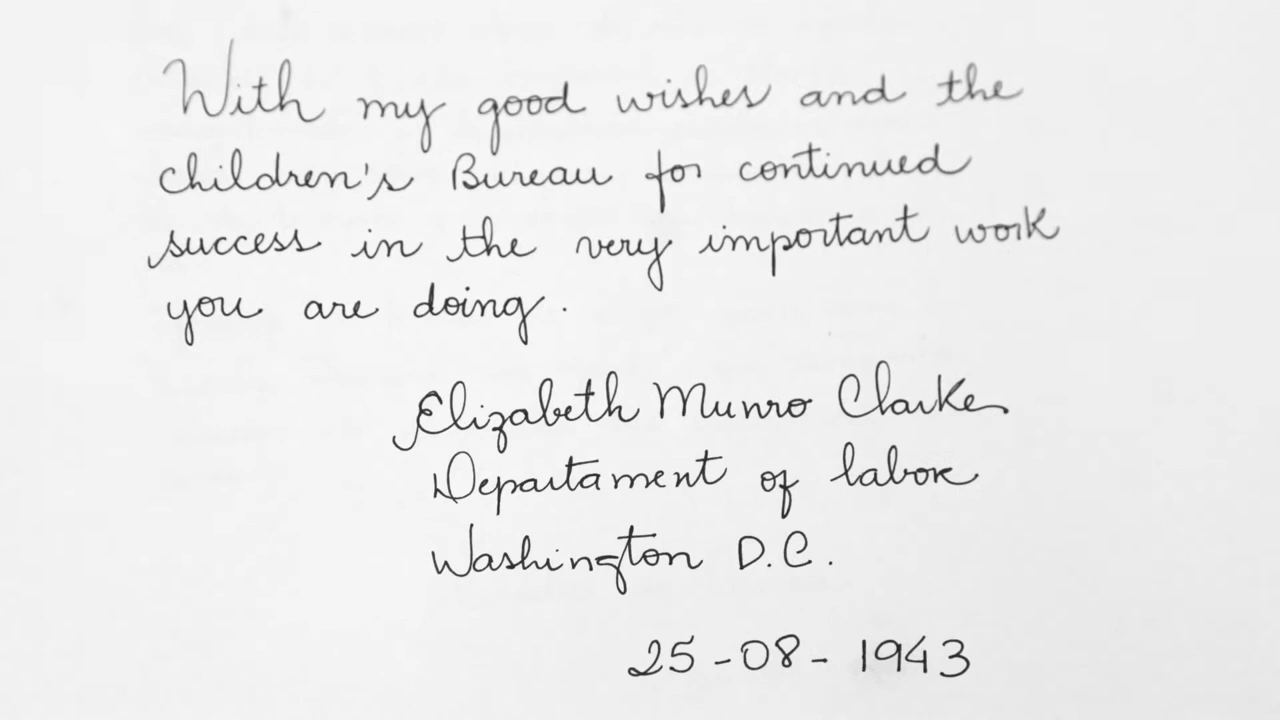 With my good wishes and the
children's Bureau for continued
success in the very important work
you are doing.
Elizabeth Munro Clarke
Departament of labor
Washington D.C.
25-08-1943